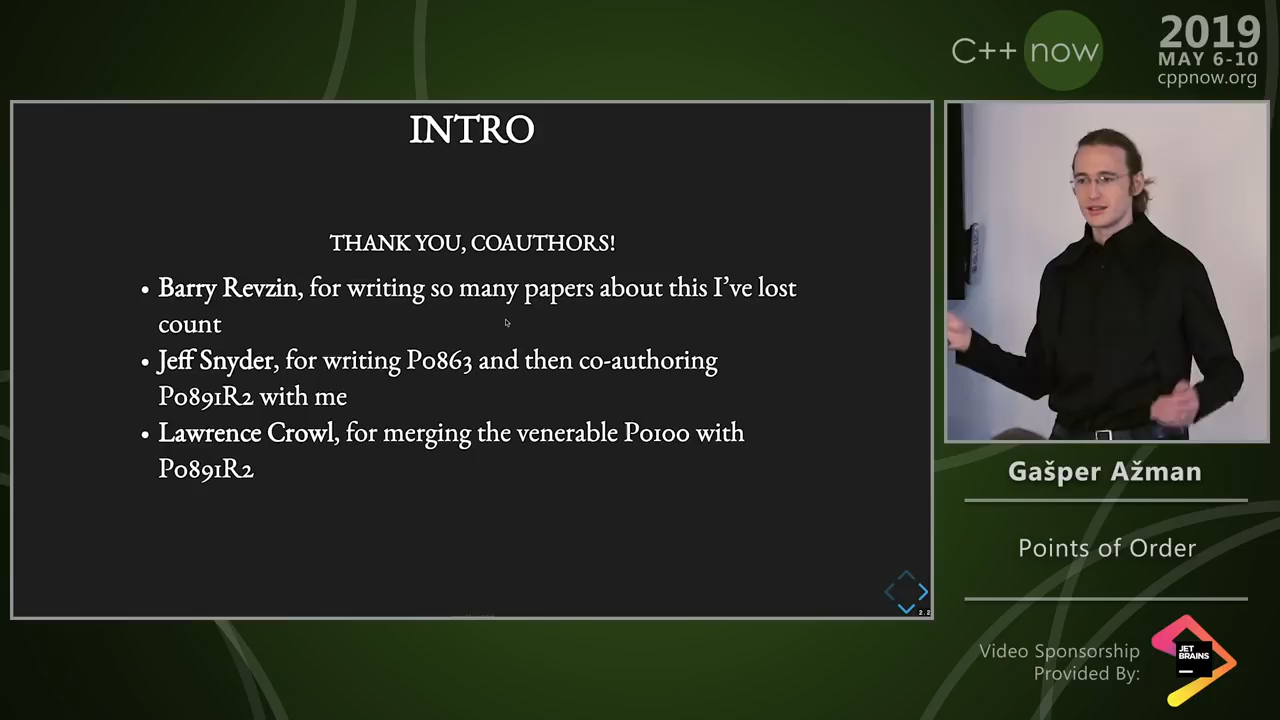 C++ now
2019
MAY 6-10
cppnow.org
INTRO
THANK YOU, COAUTHORS!
• Barry Revzin, for writing so many papers about this I've lost
count
• Jeff Snyder, for writing P0863 and then co-authoring
P0891R2 with me
• Lawrence Crowl, for merging the venerable P0100 with
P0891R2
2.2
Gašper Ažman
Points of Order
Video Sponsorship
Provided By:
JET
BRAINS